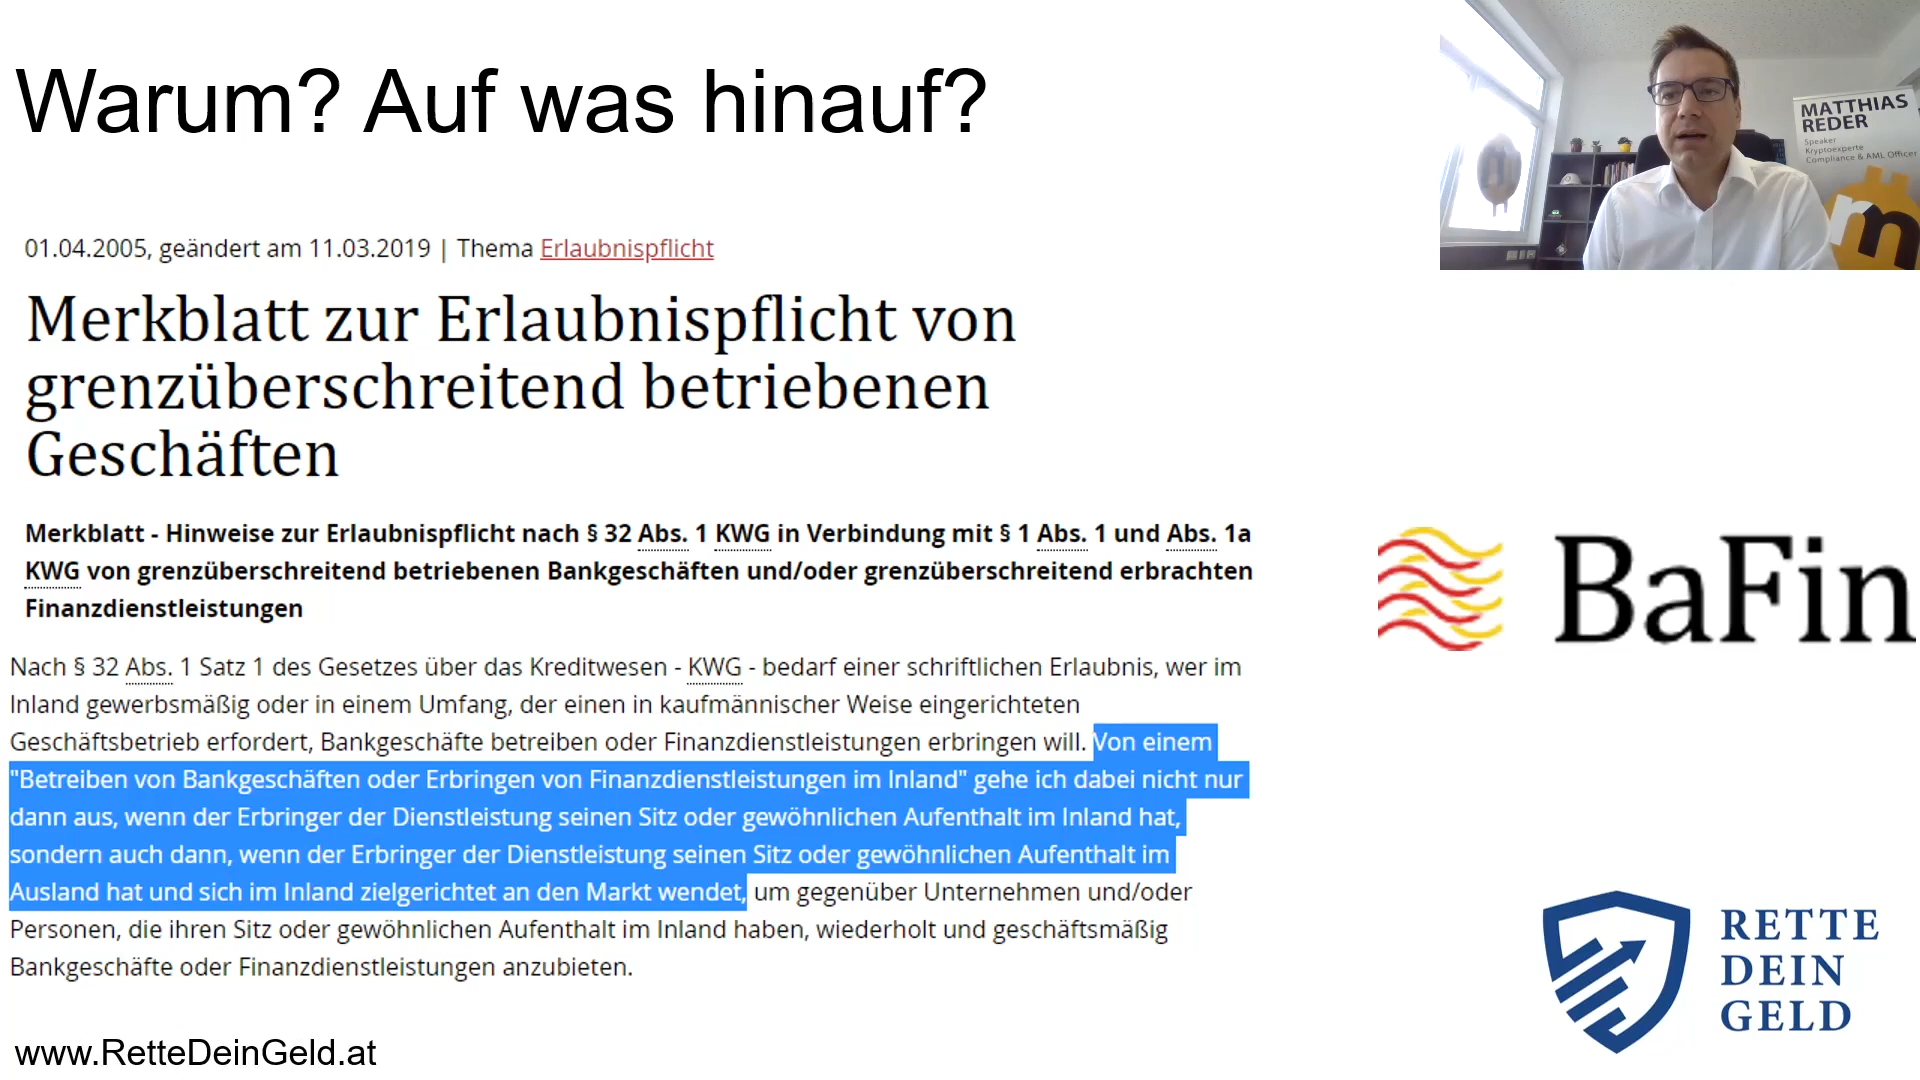 Warum? Auf was hinauf?
MATTHIAS
REDER
Speaker
Kryptoexperte
Compliance & AML Officer
01.04.2005, geändert am 11.03.2019 | Thema Erlaubnispflicht
Merkblatt zur Erlaubnispflicht von
grenzüberschreitend betriebenen
Geschäften
Merkblatt - Hinweise zur Erlaubnispflicht nach § 32 Abs. 1 KWG in Verbindung mit § 1 Abs. 1 und Abs. 1a
KWG von grenzüberschreitend betriebenen Bankgeschäften und/oder grenzüberschreitend erbrachten
Finanzdienstleistungen
BaFin
Nach § 32 Abs. 1 Satz 1 des Gesetzes über das Kreditwesen - KWG - bedarf einer schriftlichen Erlaubnis, wer im
Inland gewerbsmäßig oder in einem Umfang, der einen in kaufmännischer Weise eingerichteten
Geschäftsbetrieb erfordert, Bankgeschäfte betreiben oder Finanzdienstleistungen erbringen will. Von einem
"Betreiben von Bankgeschäften oder Erbringen von Finanzdienstleistungen im Inland" gehe ich dabei nicht nur
dann aus, wenn der Erbringer der Dienstleistung seinen Sitz oder gewöhnlichen Aufenthalt im Inland hat,
sondern auch dann, wenn der Erbringer der Dienstleistung seinen Sitz oder gewöhnlichen Aufenthalt im
Ausland hat und sich im Inland zielgerichtet an den Markt wendet, um gegenüber Unternehmen und/oder
Personen, die ihren Sitz oder gewöhnlichen Aufenthalt im Inland haben, wiederholt und geschäftsmäßig
Bankgeschäfte oder Finanzdienstleistungen anzubieten.
RETTE
DEIN
GELD
www.RetteDeinGeld.at